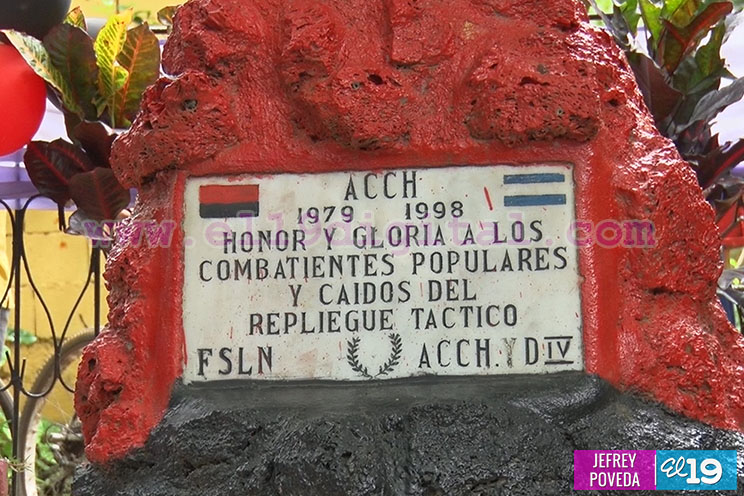 ACCH
1979 1998
HONOR Y GLORIA A LOS
COMBATIENTES POPULARES
Y CAIDOS DEL
REPLIEGUE TACTICO
FSLN ACCH. Y D IV
www.el19digital.com
JEFREY
POVEDA
El 19